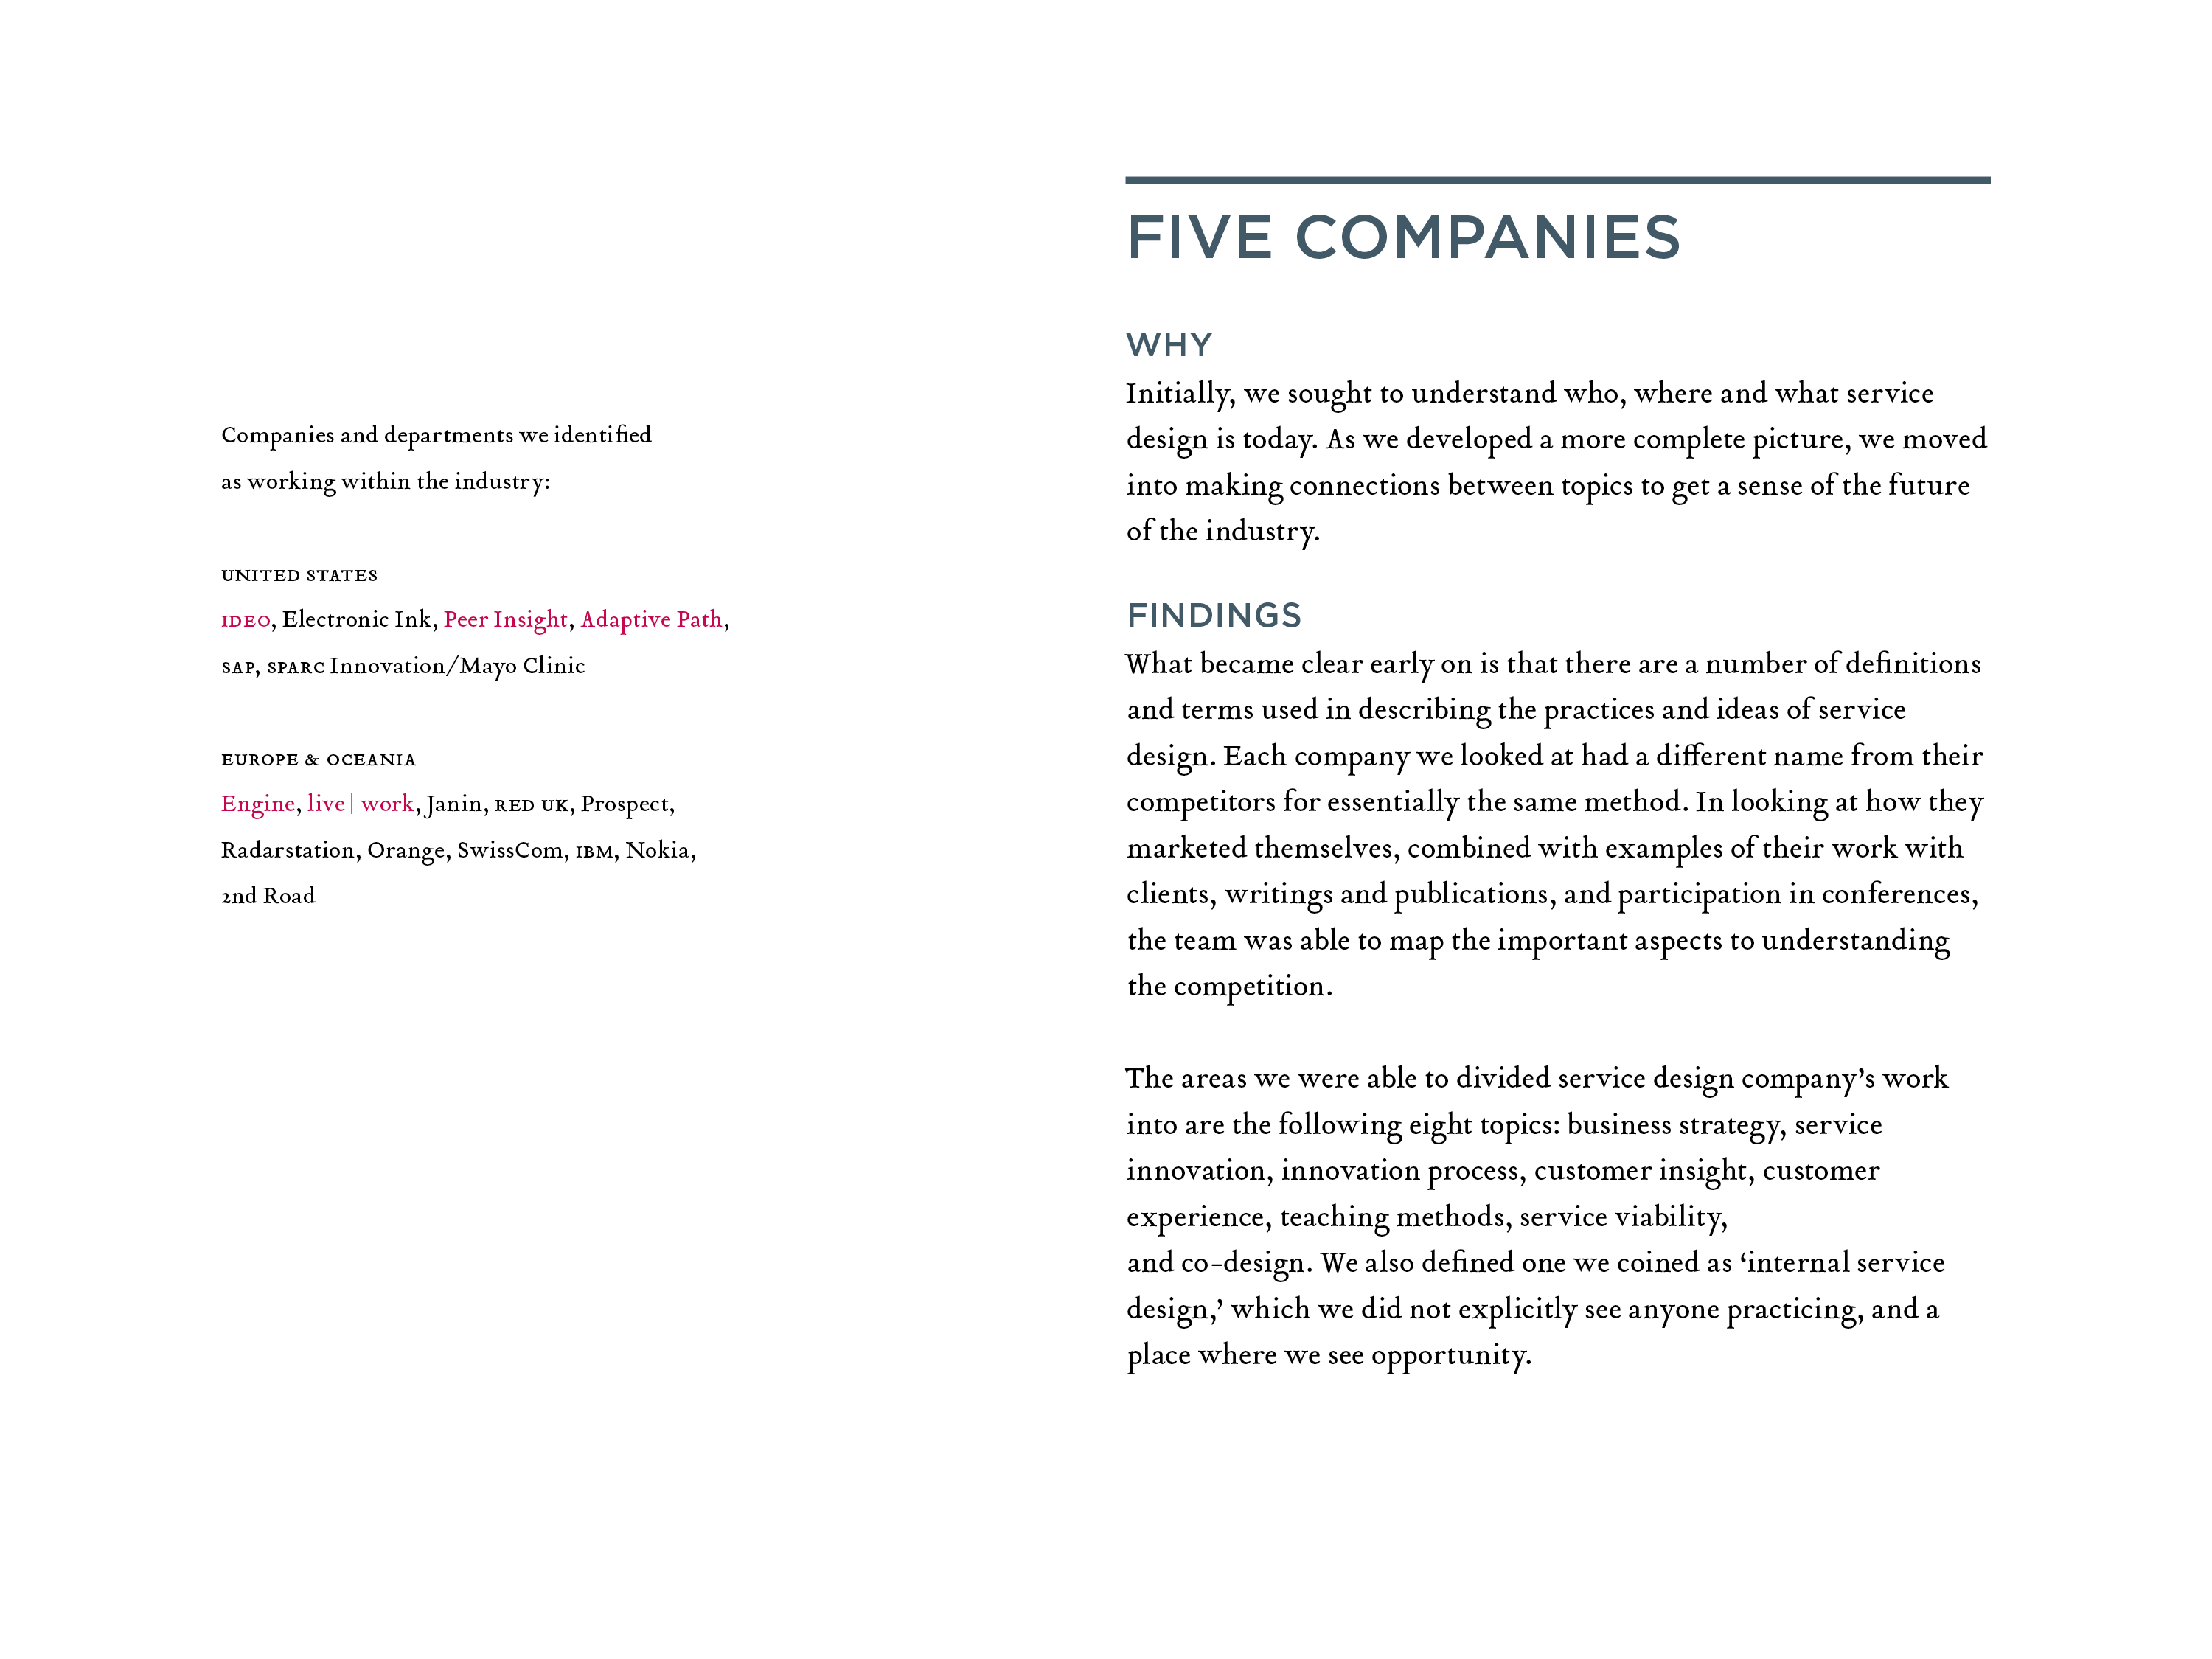 Companies and departments we identified
as working within the industry:
UNITED STATES
IDEO, Electronic Ink, Peer Insight, Adaptive Path,
SAP, SPARC Innovation/Mayo Clinic
EUROPE & OCEANIA
Engine, live|work, Janin, RED UK, Prospect,
Radarstation, Orange, SwissCom, IBM, Nokia,
2nd Road
FIVE COMPANIES
WHY
Initially, we sought to understand who, where and what service
design is today. As we developed a more complete picture, we moved
into making connections between topics to get a sense of the future
of the industry.
FINDINGS
What became clear early on is that there are a number of definitions
and terms used in describing the practices and ideas of service
design. Each company we looked at had a different name from their
competitors for essentially the same method. In looking at how they
marketed themselves, combined with examples of their work with
clients, writings and publications, and participation in conferences,
the team was able to map the important aspects to understanding
the competition.
The areas we were able to divided service design company’s work
into are the following eight topics: business strategy, service
innovation, innovation process, customer insight, customer
experience, teaching methods, service viability,
and co-design. We also defined one we coined as ‘internal service
design,’ which we did not explicitly see anyone practicing, and a
place where we see opportunity.